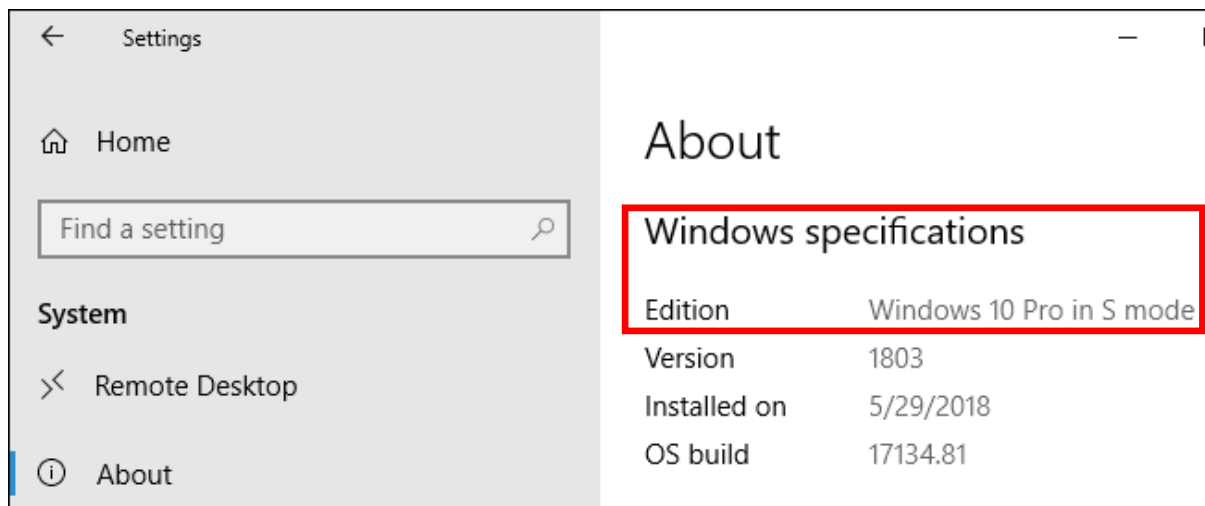 Settings
Home
Find a setting
System
Remote Desktop
About
About
Windows specifications
Edition Windows 10 Pro in S mode
Version 1803
Installed on 5/29/2018
OS build 17134.81